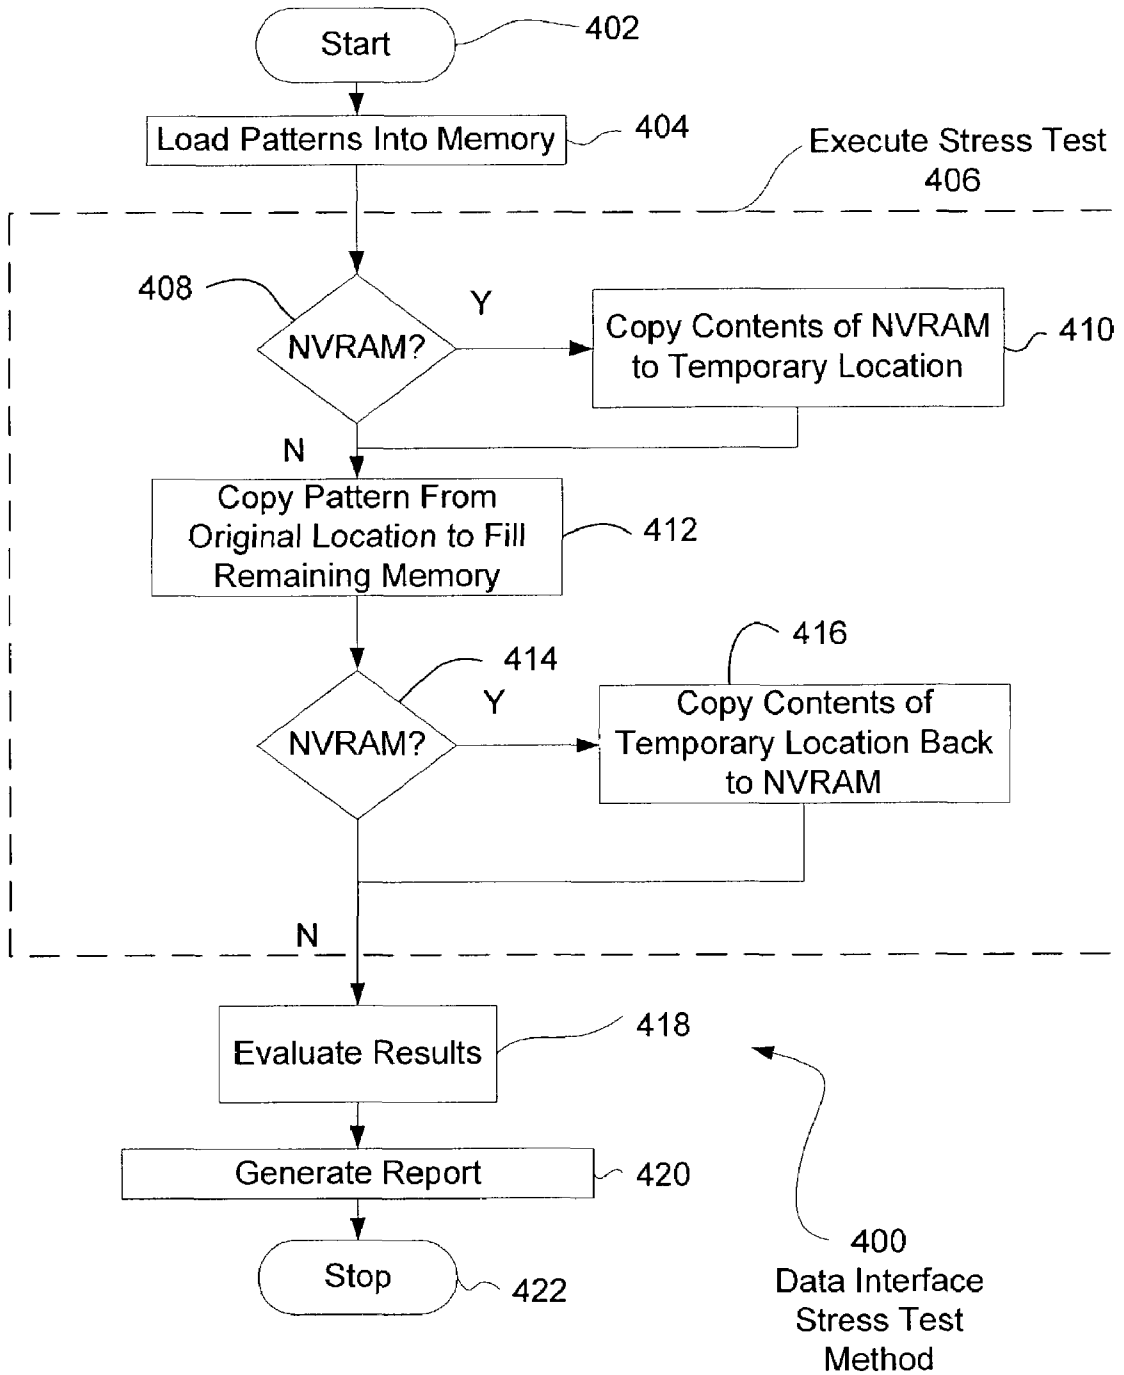 Start
402
Load Patterns Into Memory
404
Execute Stress Test
406
408
NVRAM?
Y
Copy Contents of NVRAM
to Temporary Location
410
N
Copy Pattern From
Original Location to Fill
Remaining Memory
412
414
NVRAM?
Y
416
Copy Contents of
Temporary Location Back
to NVRAM
N
Evaluate Results
418
Generate Report
420
Stop
422
400
Data Interface
Stress Test
Method